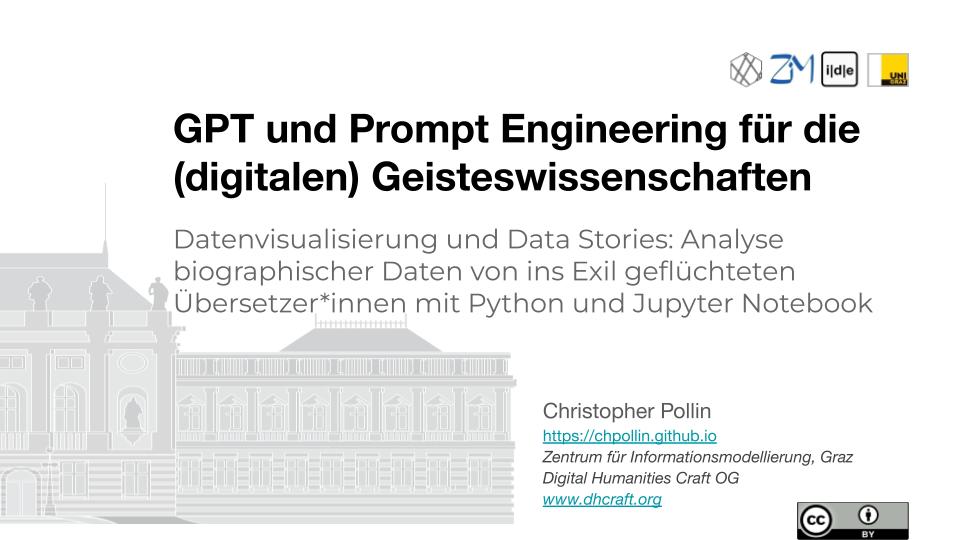 ZIM
i|d|e
UNI
GRAZ
GPT und Prompt Engineering für die
(digitalen) Geisteswissenschaften
Datenvisualisierung und Data Stories: Analyse
biographischer Daten von ins Exil geflüchteten
Übersetzer*innen mit Python und Jupyter Notebook
Christopher Pollin
https://chpollin.github.io
Zentrum für Informationsmodellierung, Graz
Digital Humanities Craft OG
www.dhcraft.org
cc
BY